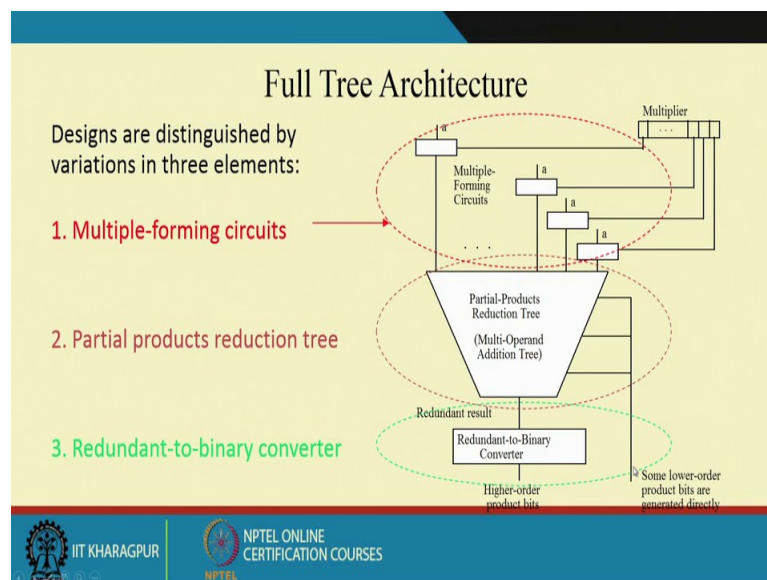 Full Tree Architecture
Designs are distinguished by
variations in three elements:
1. Multiple-forming circuits
2. Partial products reduction tree
3. Redundant-to-binary converter
Multiplier
. . .
a
Multiple-
Forming
Circuits
a
a
a
. . .
Partial-Products
Reduction Tree
(Multi-Operand
Addition Tree)
Redundant result
Redundant-to-Binary
Converter
Higher-order
product bits
Some lower-order
product bits are
generated directly
IIT KHARAGPUR
NPTEL ONLINE
CERTIFICATION COURSES
NPTEL